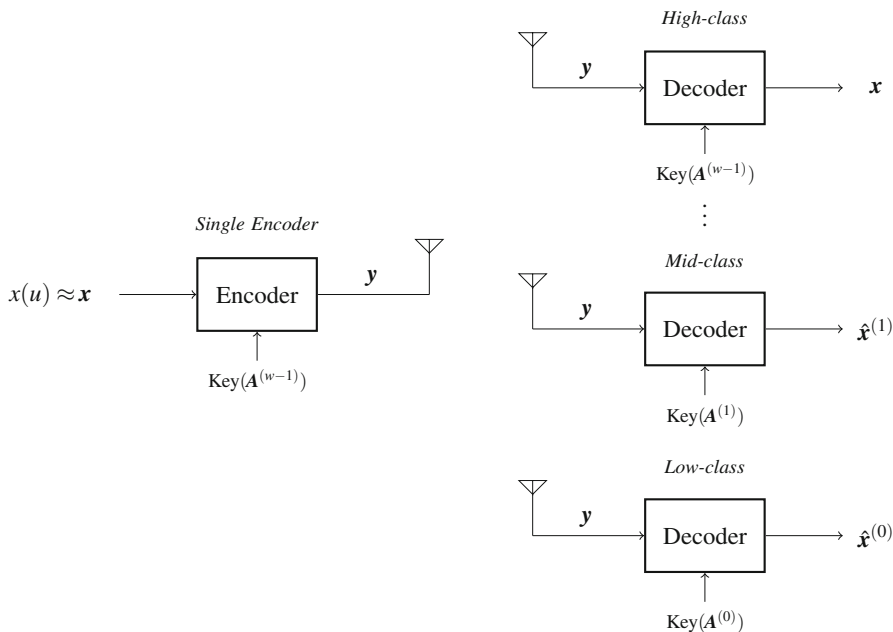 High-class
y
Decoder
x
Key(A^(w−1))
⋮
Single Encoder
x(u) ≈ x
Encoder
y
Key(A^(w−1))
Mid-class
y
Decoder
x̂^(1)
Key(A^(1))
Low-class
y
Decoder
x̂^(0)
Key(A^(0))